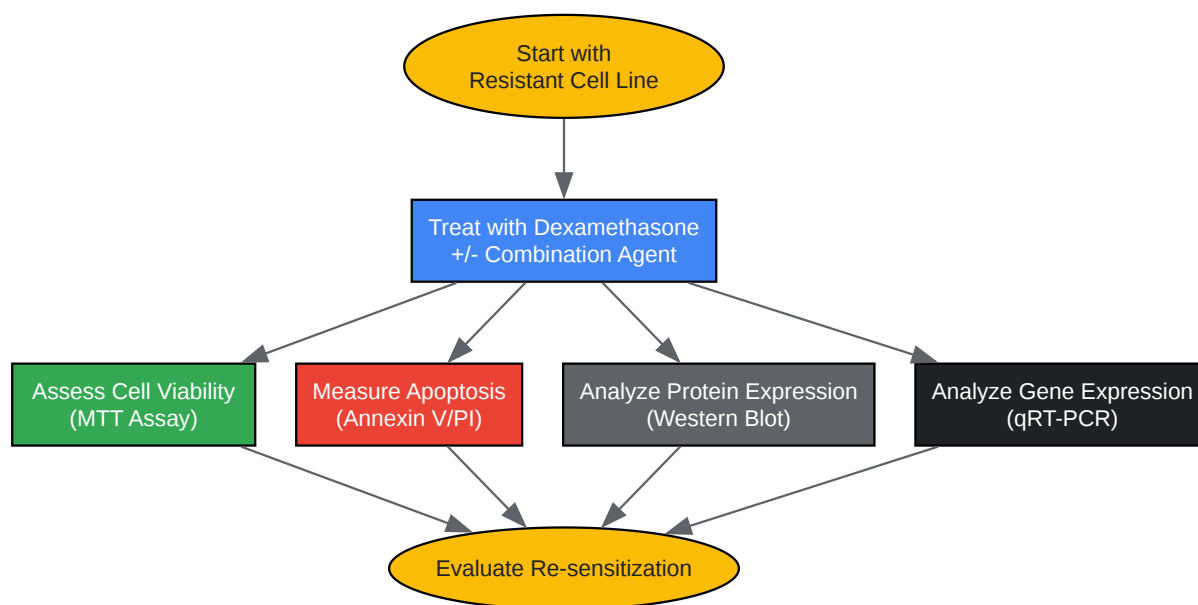 Start with
Resistant Cell Line
Treat with Dexamethasone
+/- Combination Agent
Assess Cell Viability
(MTT Assay)
Measure Apoptosis
(Annexin V/PI)
Analyze Protein Expression
(Western Blot)
Analyze Gene Expression
(qRT-PCR)
Evaluate Re-sensitization